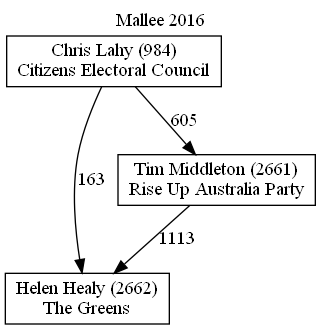 Mallee 2016
Chris Lahy (984)
Citizens Electoral Council
605
Tim Middleton (2661)
Rise Up Australia Party
163
1113
Helen Healy (2662)
The Greens